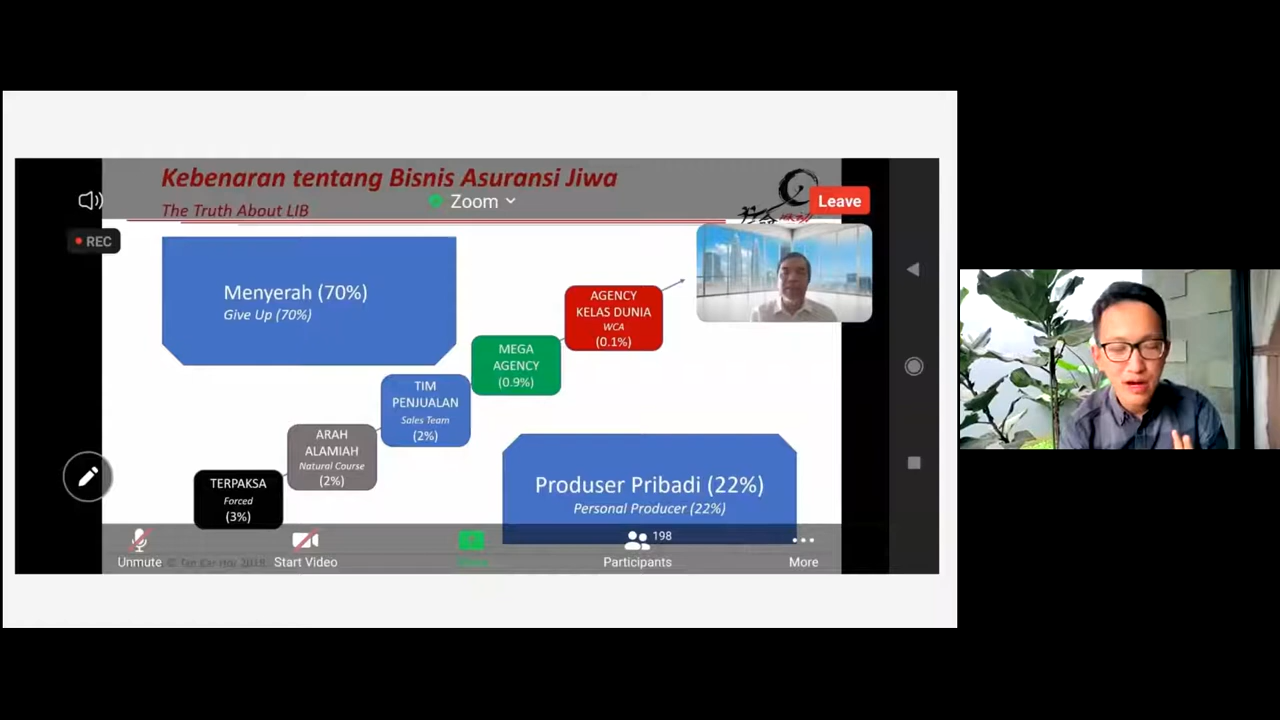 Kebenaran tentang Bisnis Asuransi Jiwa
The Truth About LIB
Zoom
Leave
REC
Menyerah (70%)
Give Up (70%)
AGENCY
KELAS DUNIA
WCA
(0.1%)
MEGA
AGENCY
(0.9%)
TIM
PENJUALAN
Sales Team
(2%)
ARAH
ALAMIAH
Natural Course
(2%)
TERPAKSA
Forced
(3%)
Produser Pribadi (22%)
Personal Producer (22%)
Unmute
Start Video
198
Participants
More